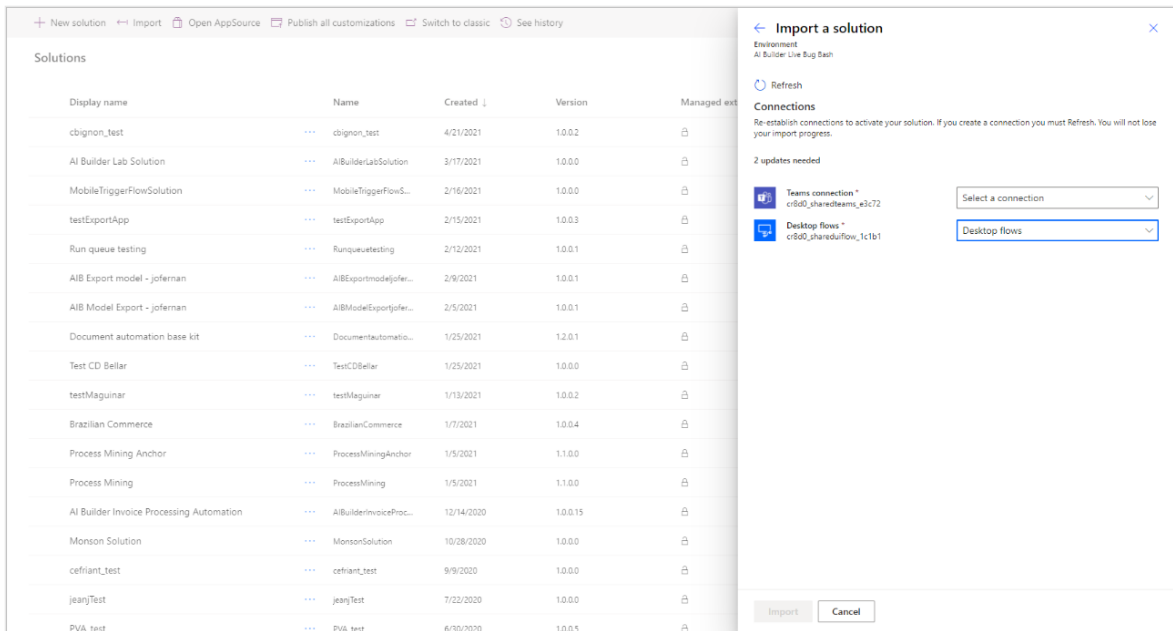 New solution Import Open AppSource Publish all customizations Switch to classic See history
Solutions
Display name Name Created ↓ Version Managed ext
cbignon_test ... cbignon_test 4/21/2021 1.0.0.2
AI Builder Lab Solution ... AIBuilderLabSolution 3/17/2021 1.0.0.0
MobileTriggerFlowSolution ... MobileTriggerFlowS... 2/16/2021 1.0.0.0
testExportApp ... testExportApp 2/15/2021 1.0.0.3
Run queue testing ... Runqueuetesting 2/12/2021 1.0.0.1
AIB Export model - jofernan ... AIBExportmodeljofer... 2/9/2021 1.0.0.1
AIB Model Export - jofernan ... AIBModelExportjofer... 2/5/2021 1.0.0.1
Document automation base kit ... Documentautomatio... 1/25/2021 1.2.0.1
Test CD Bellar ... TestCDBellar 1/25/2021 1.0.0.0
testMaguinar ... testMaguinar 1/13/2021 1.0.0.2
Brazilian Commerce ... BrazilianCommerce 1/7/2021 1.0.0.4
Process Mining Anchor ... ProcessMiningAnchor 1/5/2021 1.1.0.0
Process Mining ... ProcessMining 1/5/2021 1.1.0.0
AI Builder Invoice Processing Automation ... AIBuilderInvoiceProc... 12/14/2020 1.0.0.15
Monson Solution ... MonsonSolution 10/28/2020 1.0.0.0
cefriant_test ... cefriant_test 9/9/2020 1.0.0.0
jeanjTest ... jeanjTest 7/22/2020 1.0.0.0
PVA test ... PVA test 6/30/2020 1.0.0.5
Import a solution
Environment
AI Builder Live Bug Bash
Refresh
Connections
Re-establish connections to activate your solution. If you create a connection you must Refresh. You will not lose
your import progress.
2 updates needed
Teams connection * Select a connection
cr8d0_sharedteams_e3c72
Desktop flows * Desktop flows
cr8d0_shareduiflow_1c1b1
Import Cancel